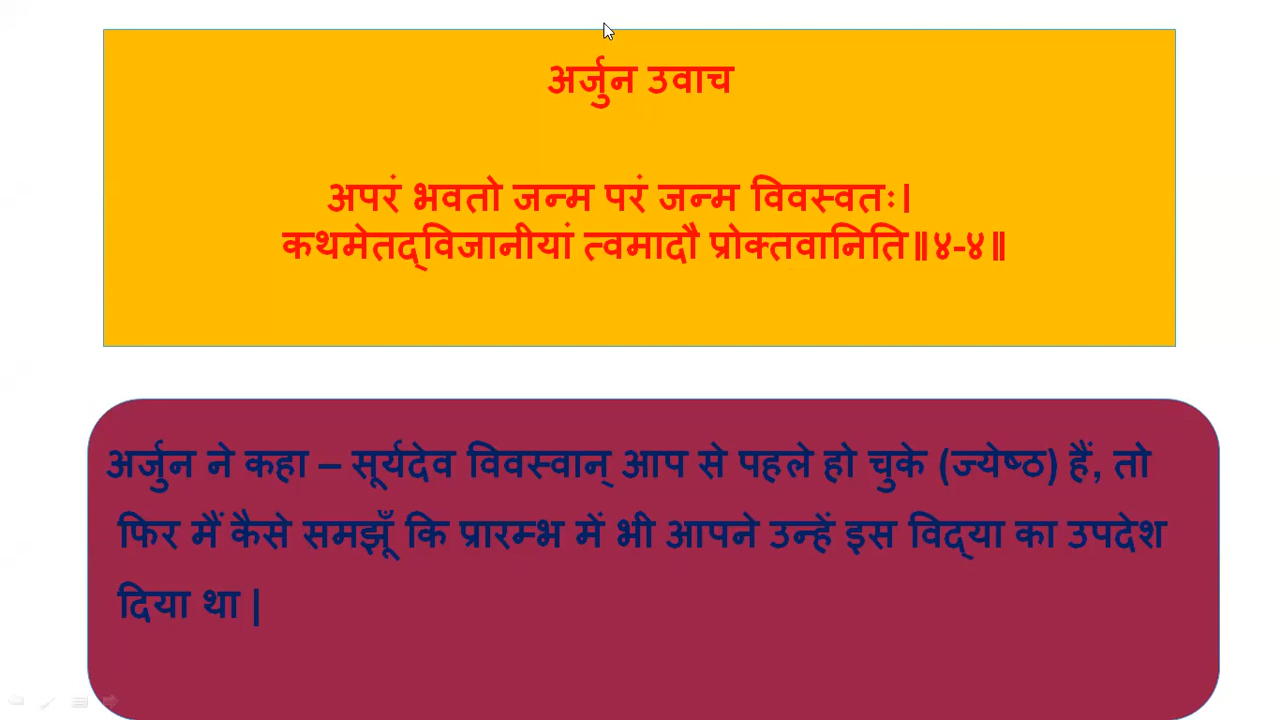 अर्जुन उवाच
अपरं भवतो जन्म परं जन्म विवस्वतः।
कथमेतद्विजानीयां त्वमादौ प्रोक्तवानिति॥४-४॥
अर्जुन ने कहा – सूर्यदेव विवस्वान् आप से पहले हो चुके (ज्येष्ठ) हैं, तो
फिर मैं कैसे समझूँ कि प्रारम्भ में भी आपने उन्हें इस विद्या का उपदेश
दिया था |